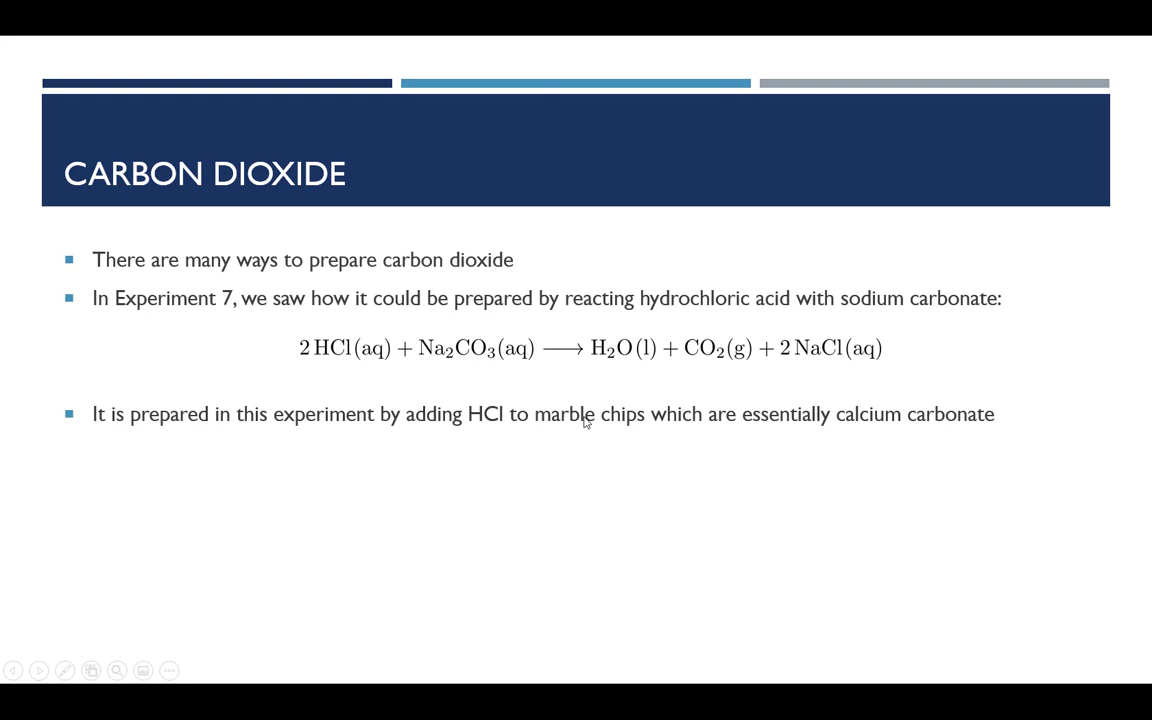 CARBON DIOXIDE
There are many ways to prepare carbon dioxide
In Experiment 7, we saw how it could be prepared by reacting hydrochloric acid with sodium carbonate:
2 HCl(aq) + Na₂CO₃(aq) ⟶ H₂O(l) + CO₂(g) + 2 NaCl(aq)
It is prepared in this experiment by adding HCl to marble chips which are essentially calcium carbonate